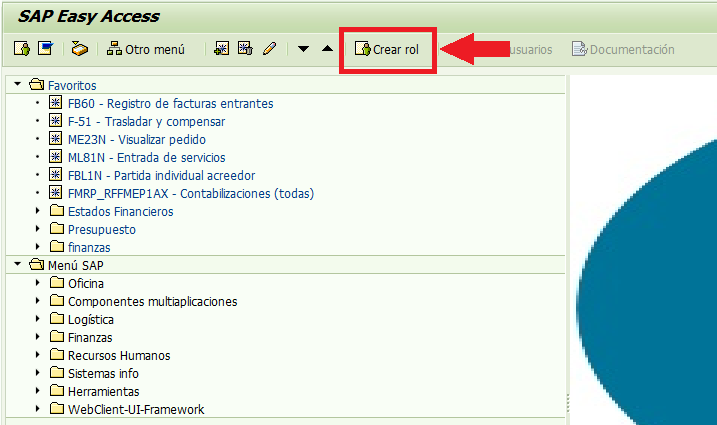 SAP Easy Access
Otro menú Crear rol usuarios Documentación
Favoritos
FB60 - Registro de facturas entrantes
F-51 - Trasladar y compensar
ME23N - Visualizar pedido
ML81N - Entrada de servicios
FBL1N - Partida individual acreedor
FMRP_RFFMEP1AX - Contabilizaciones (todas)
Estados Financieros
Presupuesto
finanzas
Menú SAP
Oficina
Componentes multiaplicaciones
Logística
Finanzas
Recursos Humanos
Sistemas info
Herramientas
WebClient-UI-Framework